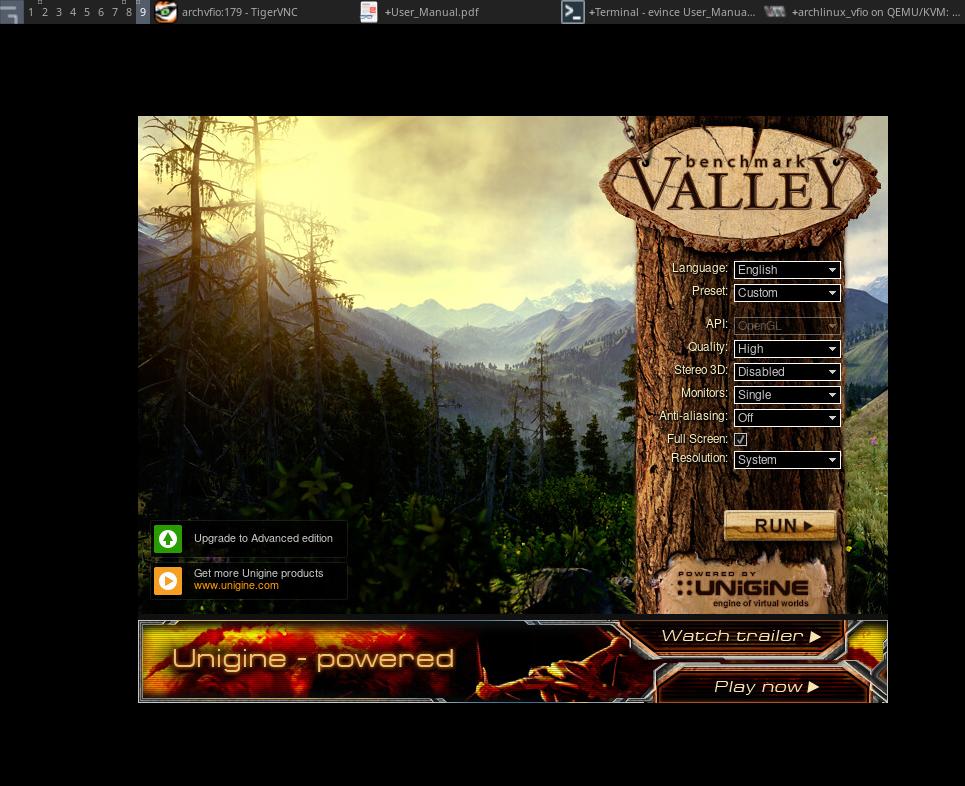 1 2 3 4 5 6 7 8 9 archvfio:179 - TigerVNC +User_Manual.pdf +Terminal - evince User_Manua... +archlinux_vfio on QEMU/KVM: ...
benchmark
VALLEY
Language: English
Preset: Custom
API: OpenGL
Quality: High
Stereo 3D: Disabled
Monitors: Single
Anti-aliasing: Off
Full Screen:
Resolution: System
RUN
Upgrade to Advanced edition
Get more Unigine products
www.unigine.com
POWERED BY
UNIGINE
engine of virtual worlds
Unigine - powered
Watch trailer
Play now